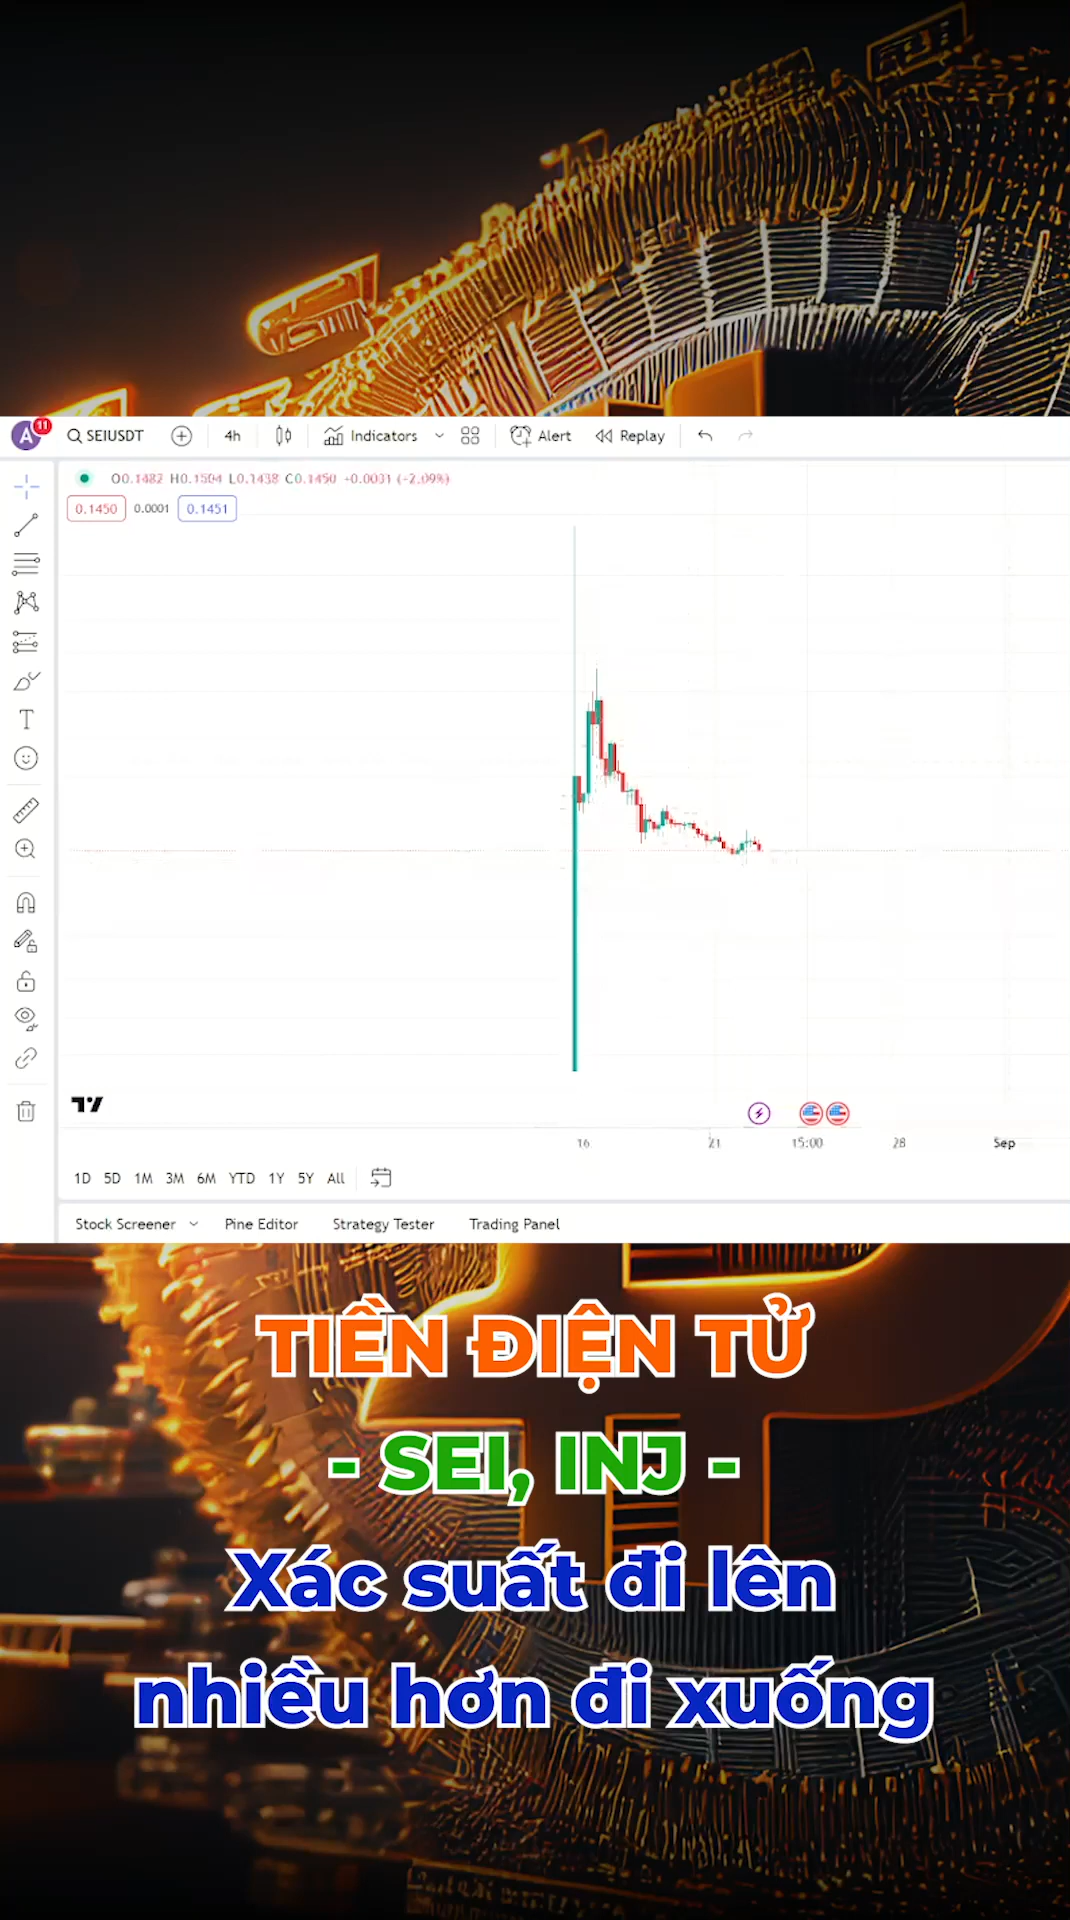 A 11 SEIUSDT 4h Indicators Alert Replay
O0.1482 H0.1504 L0.1438 C0.1450 −0.0031 (−2.09%)
0.1450 0.0001 0.1451
16 21 15:00 28 Sep
1D 5D 1M 3M 6M YTD 1Y 5Y All
Stock Screener Pine Editor Strategy Tester Trading Panel
TIỀN ĐIỆN TỬ
- SEI, INJ -
Xác suất đi lên
nhiều hơn đi xuống